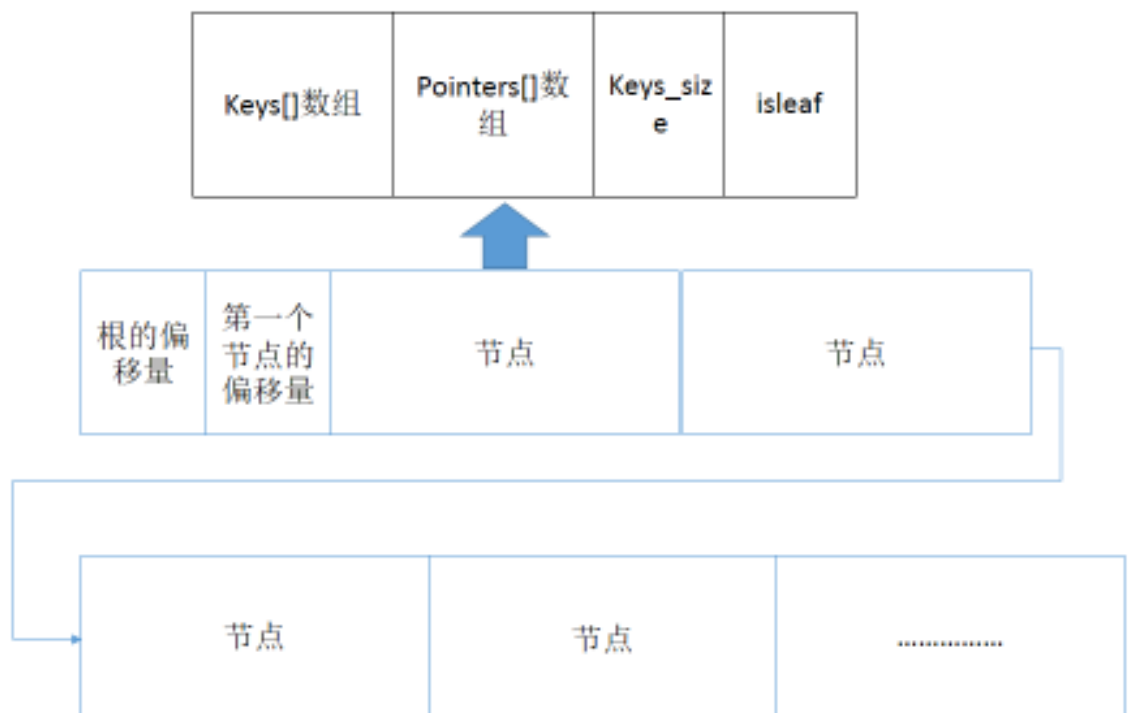 Keys[]数组
Pointers[]数
组
Keys_siz
e
isleaf
根的偏
移量
第一个
节点的
偏移量
节点
节点
节点
节点
……………